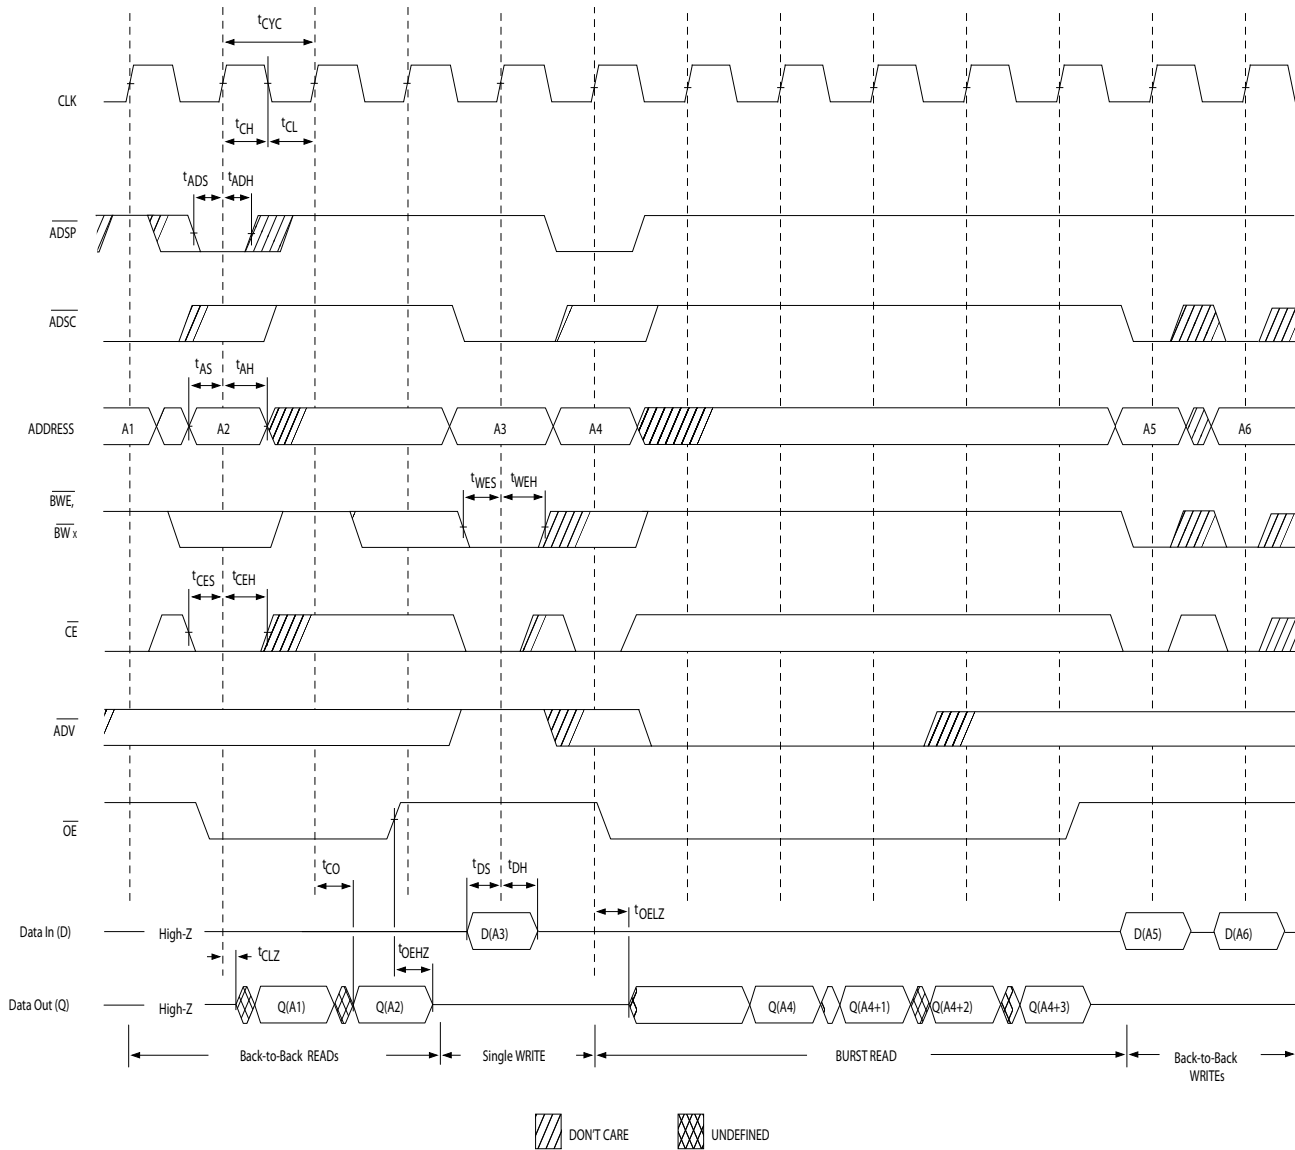 tCYC
CLK
tCH tCL
tADS tADH
ADSP
ADSC
tAS tAH
ADDRESS A1 A2 A3 A4 A5 A6
tWES tWEH
BWE,
BW x
tCES tCEH
CE
ADV
OE
tCO tDS tDH
tOELZ
Data In (D) High-Z D(A3) D(A5) D(A6)
tCLZ tOEHZ
Data Out (Q) High-Z Q(A1) Q(A2) Q(A4) Q(A4+1) Q(A4+2) Q(A4+3)
Back-to-Back READs Single WRITE BURST READ Back-to-Back
WRITEs
DON'T CARE UNDEFINED